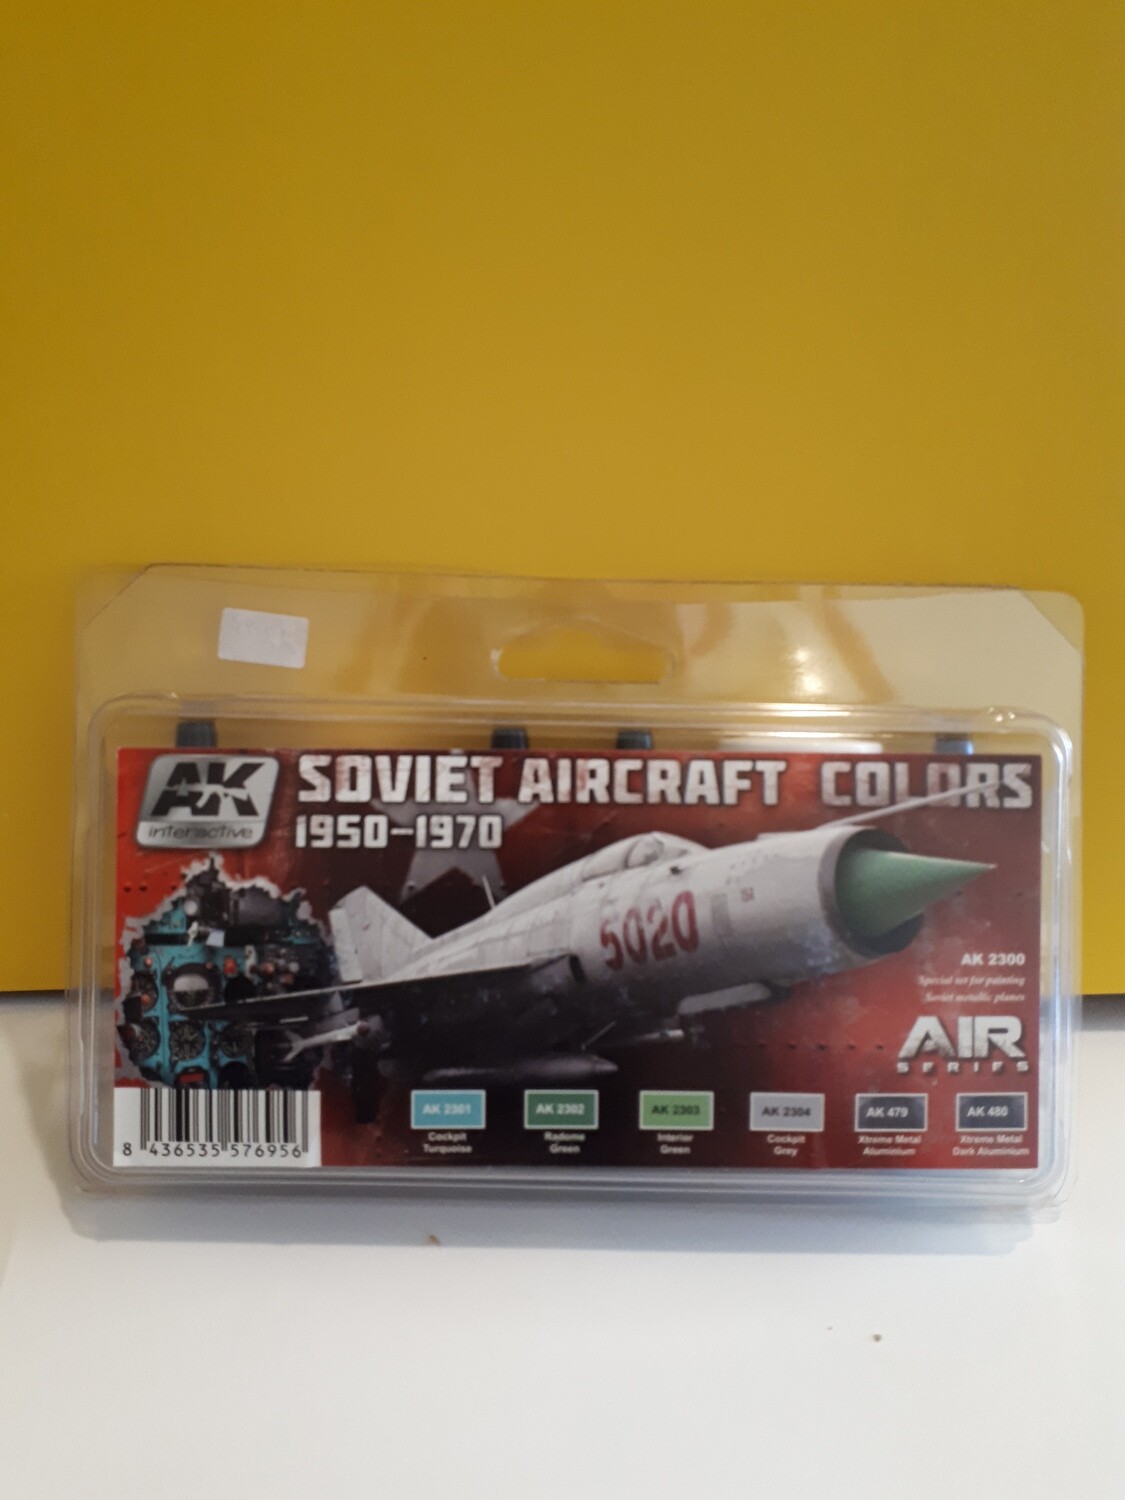 AK
interactive
SOVIET AIRCRAFT COLORS
1950-1970
5020
AK 2300
Special set for painting
Soviet metallic planes
AIR
SERIES
AK 2301
Cockpit
Turquoise
AK 2302
Radome
Green
AK 2303
Interior
Green
AK 2304
Cockpit
Grey
AK 479
Xtreme Metal
Aluminium
AK 480
Xtreme Metal
Dark Aluminium
8 436535 576956